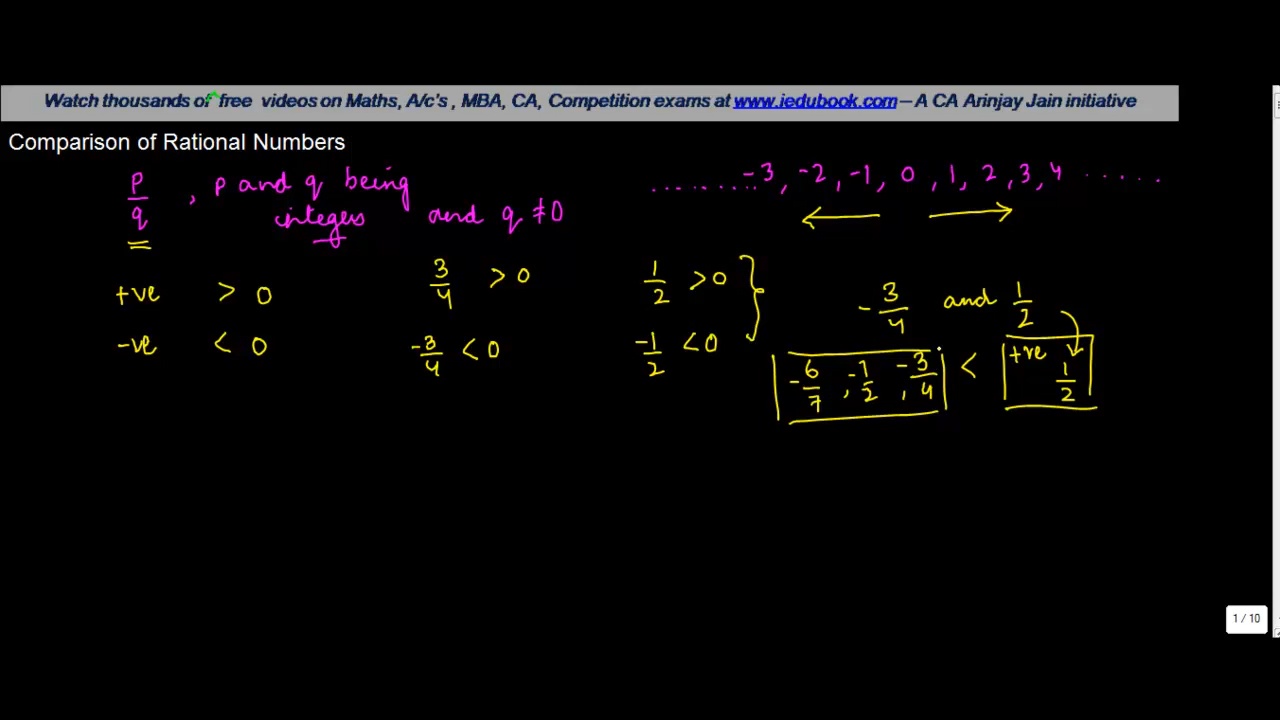 Watch thousands of free videos on Maths, A/c's , MBA, CA, Competition exams at www.iedubook.com – A CA Arinjay Jain initiative
Comparison of Rational Numbers
p/q , p and q being
integers and q ≠ 0
.......... -3, -2, -1, 0, 1, 2, 3, 4 .....
+ve > 0
3/4 > 0
1/2 > 0
-ve < 0
-3/4 < 0
-1/2 < 0
-3/4 and 1/2
-6/7, -1/2, -3/4 < +ve 1/2
1 / 10